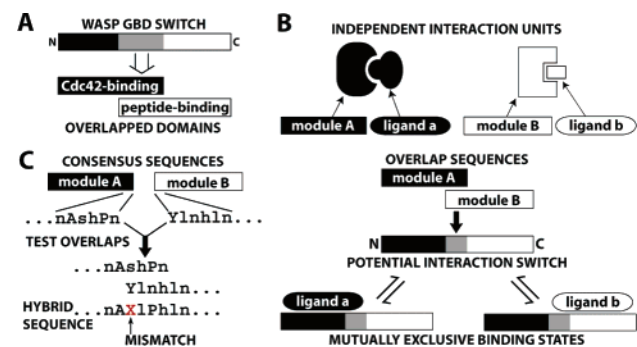 A
WASP GBD SWITCH
N
C
Cdc42-binding
peptide-binding
OVERLAPPED DOMAINS
B
INDEPENDENT INTERACTION UNITS
module A
ligand a
module B
ligand b
OVERLAP SEQUENCES
module A
module B
N
C
POTENTIAL INTERACTION SWITCH
ligand a
ligand b
MUTUALLY EXCLUSIVE BINDING STATES
C
CONSENSUS SEQUENCES
module A
module B
...nAshPn
Ylnhln...
TEST OVERLAPS
...nAshPn
Ylnhln...
HYBRID
SEQUENCE
...nAXlPhln...
MISMATCH